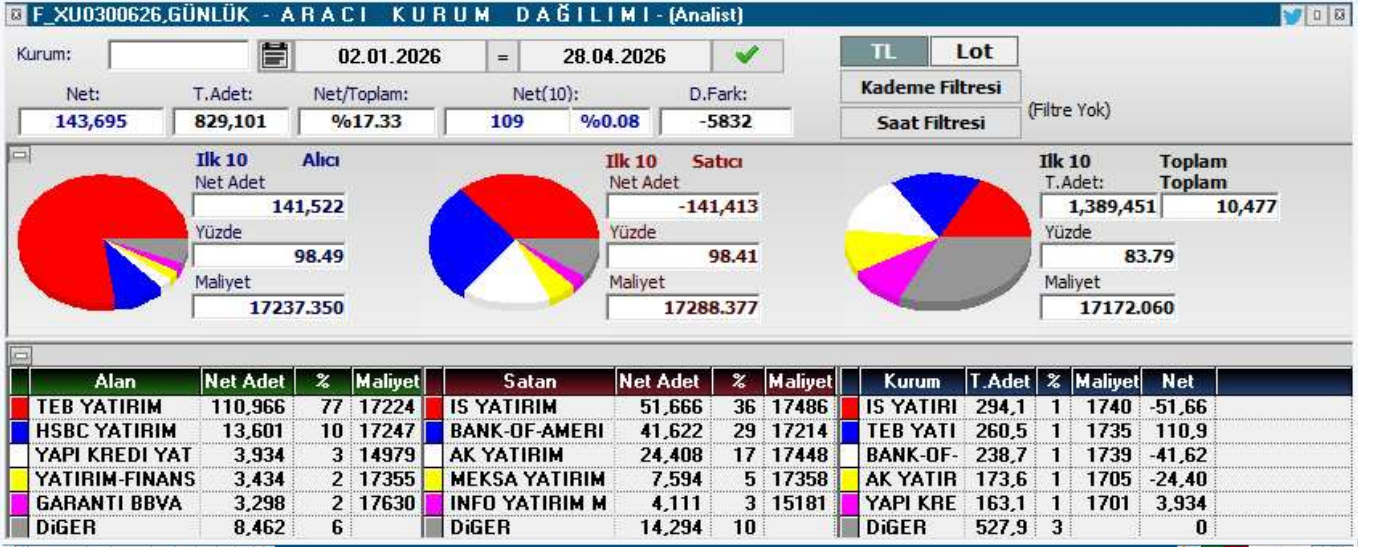 F_XU0300626,GÜNLÜK - A R A C I   K U R U M   D A Ğ I L I M I - (Analist)
Kurum: 02.01.2026 = 28.04.2026 TL Lot
Kademe Filtresi
Net: T.Adet: Net/Toplam: Net(10): D.Fark:
143,695 829,101 %17.33 109 %0.08 -5832 Saat Filtresi (Filtre Yok)
Ilk 10 Alıcı Ilk 10 Satıcı Ilk 10 Toplam
Net Adet Net Adet T.Adet: Toplam
141,522 -141,413 1,389,451 10,477
Yüzde Yüzde Yüzde
98.49 98.41 83.79
Maliyet Maliyet Maliyet
17237.350 17288.377 17172.060
Alan Net Adet % Maliyet Satan Net Adet % Maliyet Kurum T.Adet % Maliyet Net
TEB YATIRIM 110,966 77 17224 IS YATIRIM 51,666 36 17486 IS YATIRI 294,1 1 1740 -51,66
HSBC YATIRIM 13,601 10 17247 BANK-OF-AMERI 41,622 29 17214 TEB YATI 260,5 1 1735 110,9
YAPI KREDI YAT 3,934 3 14979 AK YATIRIM 24,408 17 17448 BANK-OF- 238,7 1 1739 -41,62
YATIRIM-FINANS 3,434 2 17355 MEKSA YATIRIM 7,594 5 17358 AK YATIR 173,6 1 1705 -24,40
GARANTI BBVA 3,298 2 17630 INFO YATIRIM M 4,111 3 15181 YAPI KRE 163,1 1 1701 3,934
DiGER 8,462 6 DiGER 14,294 10 DiGER 527,9 3 0